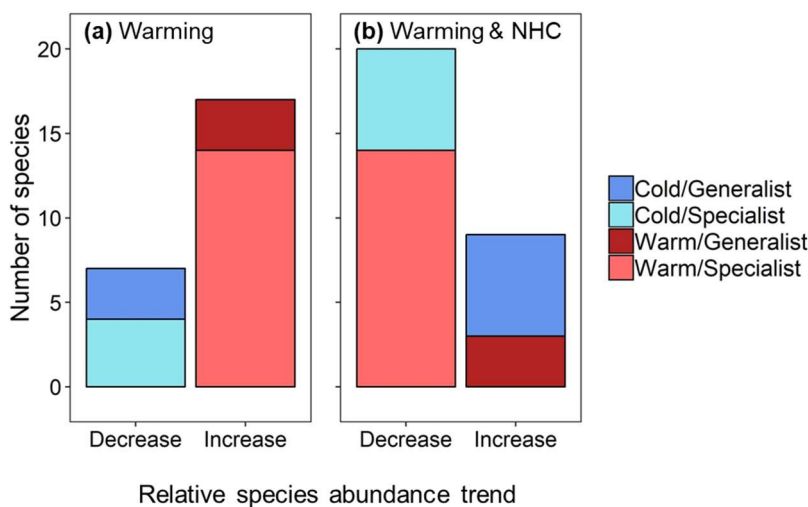 (a) Warming
(b) Warming & NHC
Number of species
20
15
10
5
0
Decrease
Increase
Decrease
Increase
Relative species abundance trend
Cold/Generalist
Cold/Specialist
Warm/Generalist
Warm/Specialist